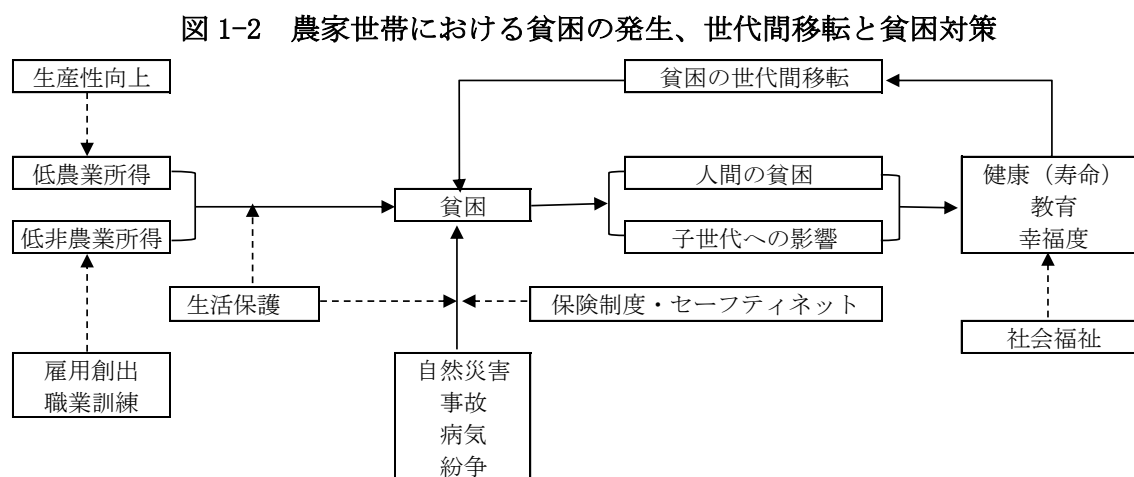 図 1-2　農家世帯における貧困の発生、世代間移転と貧困対策
生産性向上
貧困の世代間移転
低農業所得
人間の貧困
健康（寿命）
教育
幸福度
貧困
低非農業所得
子世代への影響
生活保護
保険制度・セーフティネット
社会福祉
雇用創出
職業訓練
自然災害
事故
病気
紛争